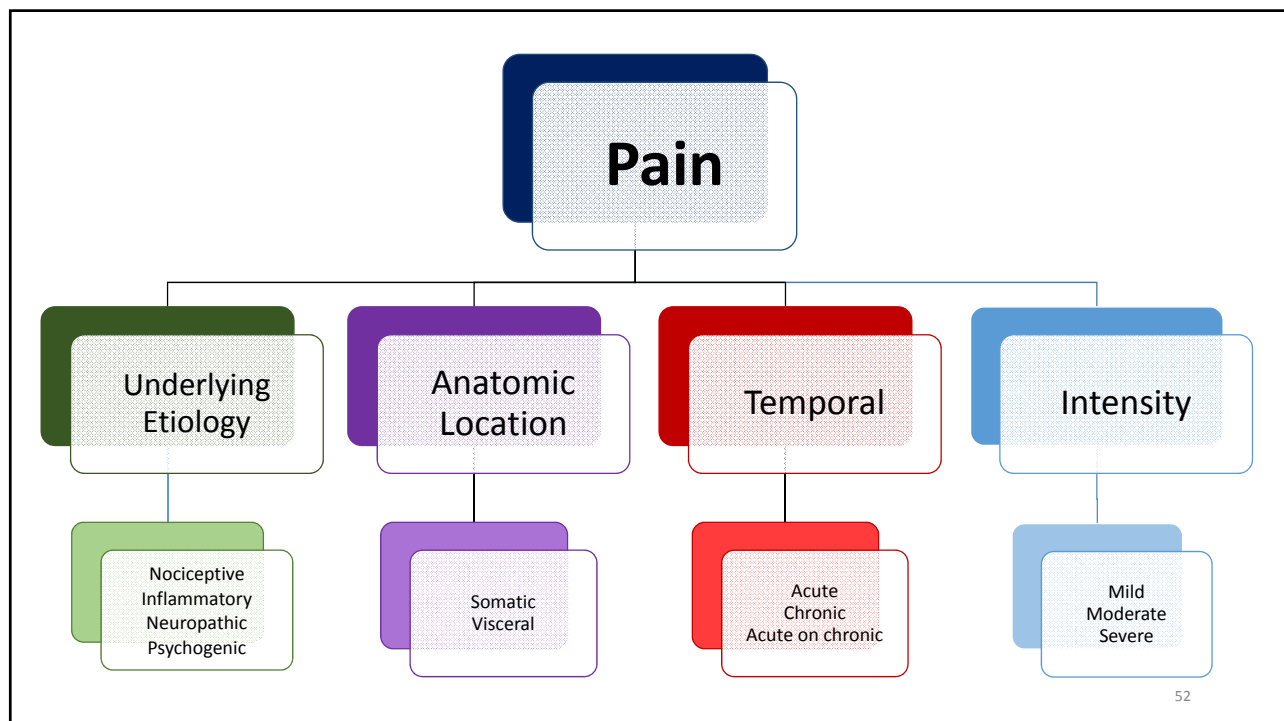 Pain
Underlying
Etiology
Anatomic
Location
Temporal
Intensity
Nociceptive
Inflammatory
Neuropathic
Psychogenic
Somatic
Visceral
Acute
Chronic
Acute on chronic
Mild
Moderate
Severe
52